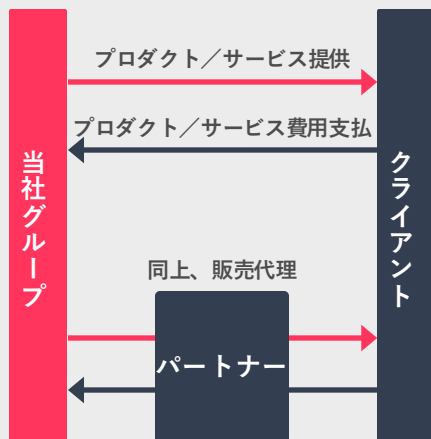 プロダクト／サービス提供
プロダクト／サービス費用支払
当社グループ
クライアント
同上、販売代理
パートナー